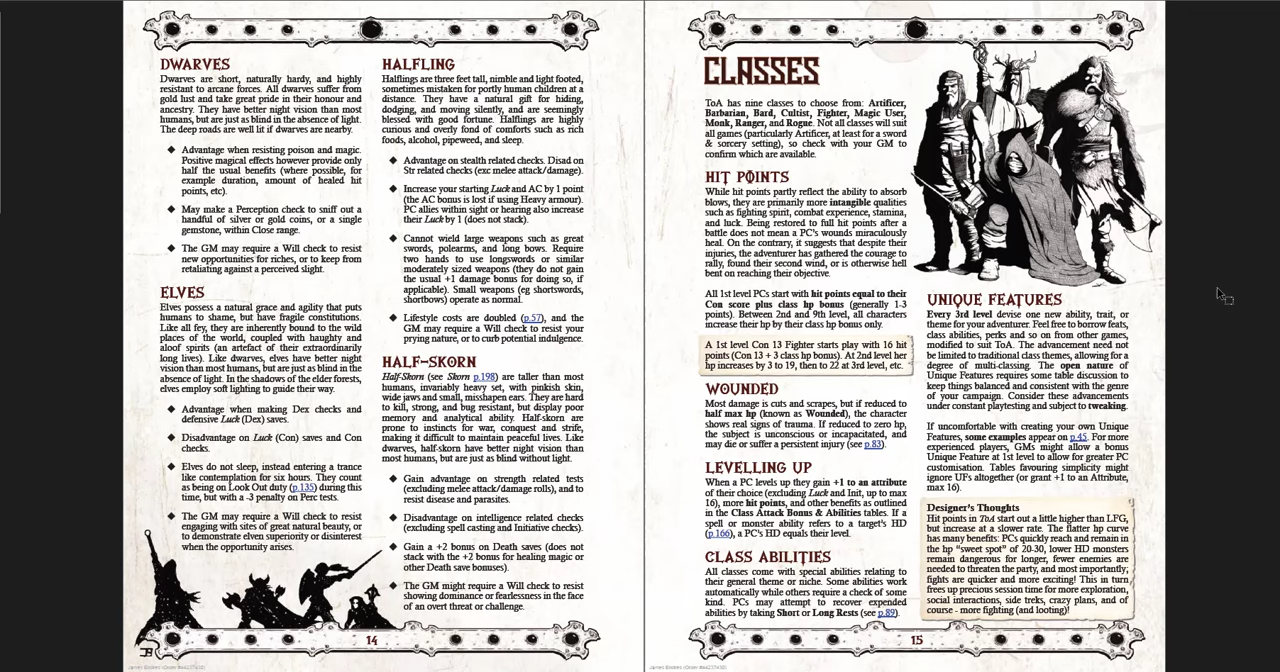 DWARVES
Dwarves are short, naturally hardy, and highly
resistant to arcane forces. All dwarves suffer from
gold lust and take great pride in their honour and
ancestry. They have better night vision than most
humans, but are just as blind in the absence of light.
The deep roads are well lit if dwarves are nearby.
◆ Advantage when resisting poison and magic.
Positive magical effects however provide only
half the usual benefits (where possible, for
example duration, amount of healed hit
points, etc).
◆ May make a Perception check to sniff out a
handful of silver or gold coins, or a single
gemstone, within Close range.
◆ The GM may require a Will check to resist
new opportunities for riches, or to keep from
retaliating against a perceived slight.
ELVES
Elves possess a natural grace and agility that puts
humans to shame, but have fragile constitutions.
Like all fey, they are inherently bound to the wild
places of the world, coupled with haughty and
aloof spirits (an artefact of their extraordinarily
long lives). Like dwarves, elves have better night
vision than most humans, but are just as blind in the
absence of light. In the shadows of the elder forests,
elves employ soft lighting to guide their way.
◆ Advantage when making Dex checks and
defensive Luck (Dex) saves.
◆ Disadvantage on Luck (Con) saves and Con
checks.
◆ Elves do not sleep, instead entering a trance
like contemplation for six hours. They count
as being on Look Out duty (p.135) during this
time, but with a -3 penalty on Perc tests.
◆ The GM may require a Will check to resist
engaging with sites of great natural beauty, or
to demonstrate elven superiority or disinterest
when the opportunity arises.
HALFLING
Halflings are three feet tall, nimble and light footed,
sometimes mistaken for portly human children at a
distance. They have a natural gift for hiding,
dodging, and moving silently, and are seemingly
blessed with good fortune. Halflings are highly
curious and overly fond of comforts such as rich
foods, alcohol, pipeweed, and sleep.
◆ Advantage on stealth related checks. Disad on
Str related checks (exc melee attack/damage).
◆ Increase your starting Luck and AC by 1 point
(the AC bonus is lost if using Heavy armour).
PC allies within sight or hearing also increase
their Luck by 1 (does not stack).
◆ Cannot wield large weapons such as great
swords, polearms, and long bows. Require
two hands to use longswords or similar
moderately sized weapons (they do not gain
the usual +1 damage bonus for doing so, if
applicable). Small weapons (eg shortswords,
shortbows) operate as normal.
◆ Lifestyle costs are doubled (p.57), and the
GM may require a Will check to resist your
prying nature, or to curb potential indulgence.
HALF-SKORN
Half-Skorn (see Skorn p.198) are taller than most
humans, invariably heavy set, with pinkish skin,
wide jaws and small, misshapen ears. They are hard
to kill, strong, and bug resistant, but display poor
memory and analytical ability. Half-skorn are
prone to instincts for war, conquest and strife,
making it difficult to maintain peaceful lives. Like
dwarves, half-skorn have better night vision than
most humans, but are just as blind without light.
◆ Gain advantage on strength related tests
(excluding melee attack/damage rolls), and to
resist disease and parasites.
◆ Disadvantage on intelligence related checks
(excluding spell casting and Initiative checks).
◆ Gain a +2 bonus on Death saves (does not
stack with the +2 bonus for healing magic or
other Death save bonuses).
◆ The GM might require a Will check to resist
showing dominance or fearlessness in the face
of an overt threat or challenge.
14
CLASSES
ToA has nine classes to choose from: Artificer,
Barbarian, Bard, Cultist, Fighter, Magic User,
Monk, Ranger, and Rogue. Not all classes will suit
all games (particularly Artificer, at least for a sword
& sorcery setting), so check with your GM to
confirm which are available.
HIT POINTS
While hit points partly reflect the ability to absorb
blows, they are primarily more intangible qualities
such as fighting spirit, combat experience, stamina,
and luck. Being restored to full hit points after a
battle does not mean a PC's wounds miraculously
heal. On the contrary, it suggests that despite their
injuries, the adventurer has gathered the courage to
rally, found their second wind, or is otherwise hell
bent on reaching their objective.
All 1st level PCs start with hit points equal to their
Con score plus class hp bonus (generally 1-3
points). Between 2nd and 9th level, all characters
increase their hp by their class hp bonus only.
A 1st level Con 13 Fighter starts play with 16 hit
points (Con 13 + 3 class hp bonus). At 2nd level her
hp increases by 3 to 19, then to 22 at 3rd level, etc.
WOUNDED
Most damage is cuts and scrapes, but if reduced to
half max hp (known as Wounded), the character
shows real signs of trauma. If reduced to zero hp,
the subject is unconscious or incapacitated, and
may die or suffer a persistent injury (see p.83).
LEVELLING UP
When a PC levels up they gain +1 to an attribute
of their choice (excluding Luck and Init, up to max
16), more hit points, and other benefits as outlined
in the Class Attack Bonus & Abilities tables. If a
spell or monster ability refers to a target's HD
(p.166), a PC's HD equals their level.
CLASS ABILITIES
All classes come with special abilities relating to
their general theme or niche. Some abilities work
automatically while others require a check of some
kind. PCs may attempt to recover expended
abilities by taking Short or Long Rests (see p.89).
UNIQUE FEATURES
Every 3rd level devise one new ability, trait, or
theme for your adventurer. Feel free to borrow feats,
class abilities, perks and so on from other games,
modified to suit ToA. The advancement need not
be limited to traditional class themes, allowing for a
degree of multi-classing. The open nature of
Unique Features requires some table discussion to
keep things balanced and consistent with the genre
of your campaign. Consider these advancements
under constant playtesting and subject to tweaking.
If uncomfortable with creating your own Unique
Features, some examples appear on p.45. For more
experienced players, GMs might allow a bonus
Unique Feature at 1st level to allow for greater PC
customisation. Tables favouring simplicity might
ignore UFs altogether (or grant +1 to an Attribute,
max 16).
Designer's Thoughts
Hit points in ToA start out a little higher than LFG,
but increase at a slower rate. The flatter hp curve
has many benefits: PCs quickly reach and remain in
the hp "sweet spot" of 20-30, lower HD monsters
remain dangerous for longer, fewer enemies are
needed to threaten the party, and most importantly,
fights are quicker and more exciting! This in turn
frees up precious session time for more exploration,
social interactions, side treks, crazy plans, and of
course - more fighting (and looting)!
15